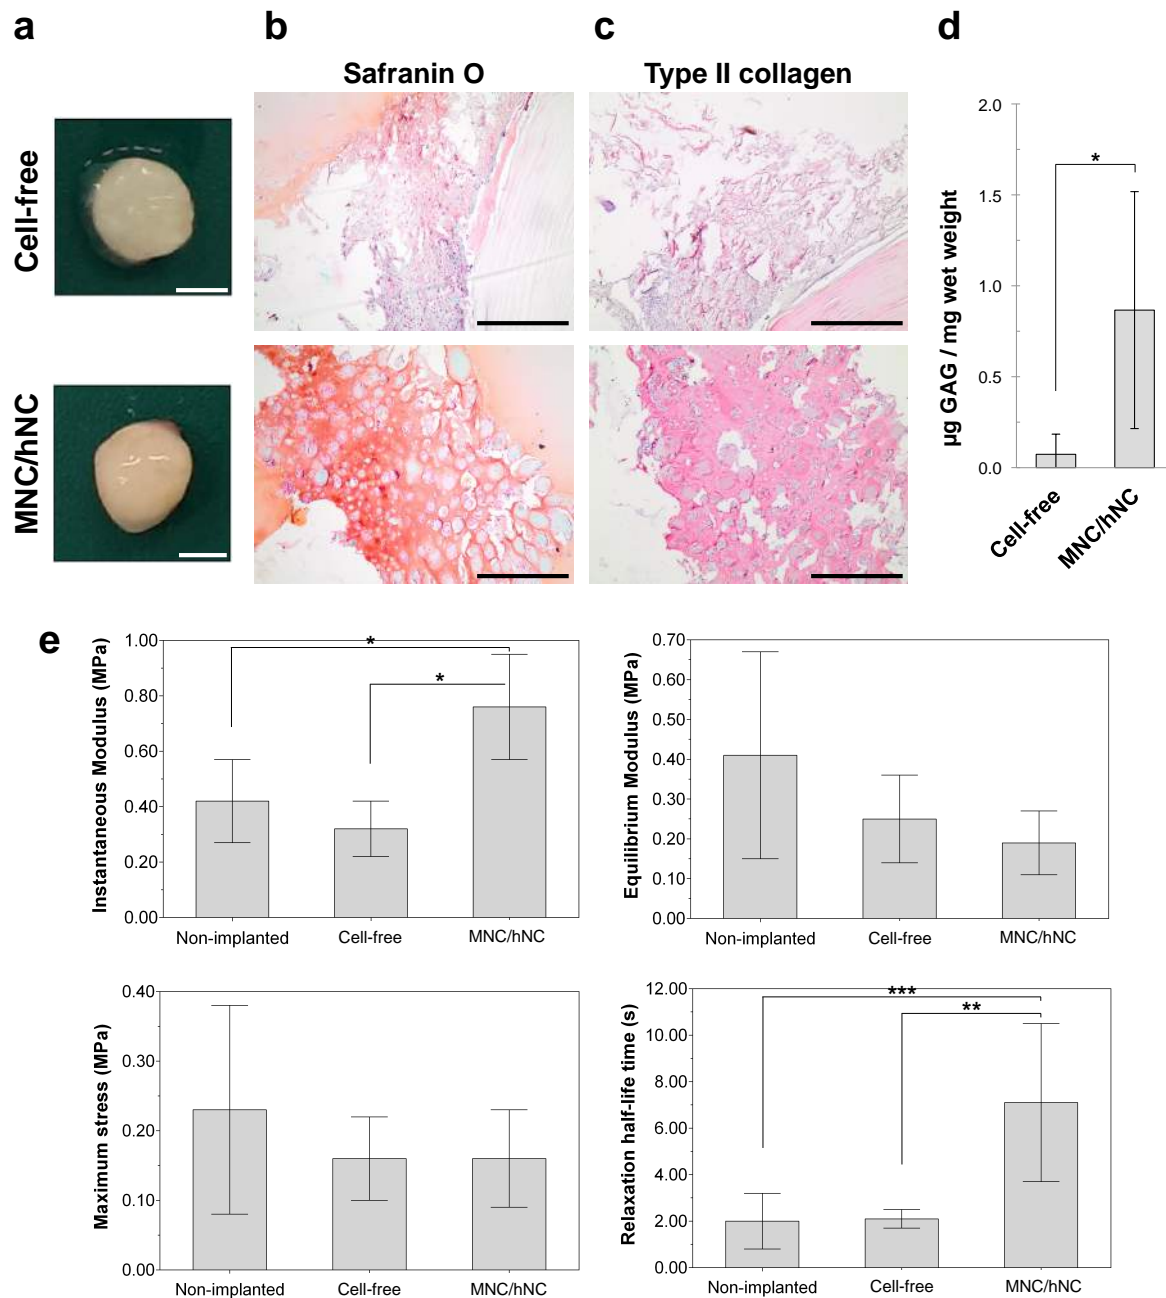 a
b
c
d
Safranin O
Type II collagen
Cell-free
MNC/hNC
µg GAG / mg wet weight
2.0
1.5
1.0
0.5
0.0
*
Cell-free
MNC/hNC
e
Instantaneous Modulus (MPa)
1.00
0.80
0.60
0.40
0.20
0.00
*
*
Non-implanted
Cell-free
MNC/hNC
Equilibrium Modulus (MPa)
0.70
0.60
0.50
0.40
0.30
0.20
0.10
0.00
Non-implanted
Cell-free
MNC/hNC
Maximum stress (MPa)
0.40
0.30
0.20
0.10
0.00
Non-implanted
Cell-free
MNC/hNC
Relaxation half-life time (s)
12.00
10.00
8.00
6.00
4.00
2.00
0.00
***
**
Non-implanted
Cell-free
MNC/hNC